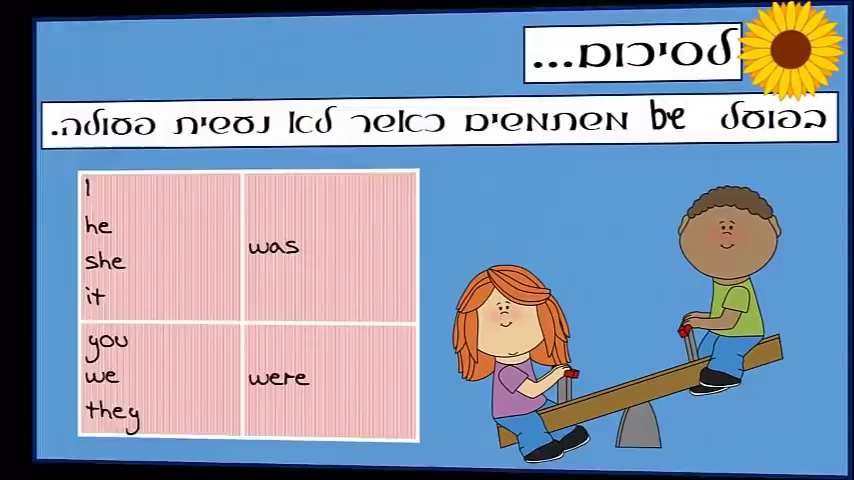 לסיכום...
בפועל be משתמשים כאשר לא נעשית פעולה.
I
he
she
it
was
you
we
they
were